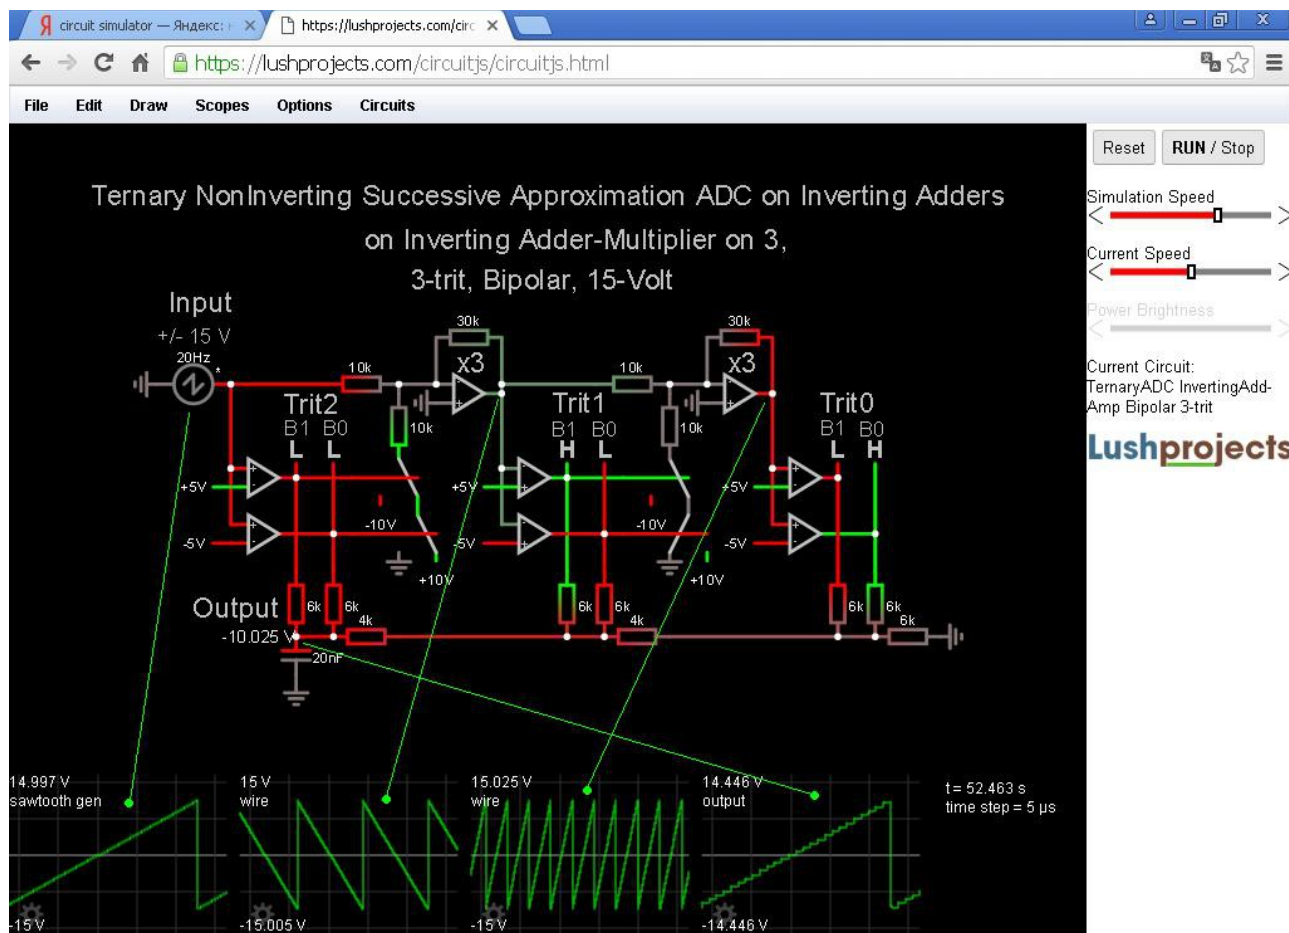 Я circuit simulator — Яндекс: н
https://lushprojects.com/circ
https://lushprojects.com/circuitjs/circuitjs.html
File Edit Draw Scopes Options Circuits
Reset RUN / Stop
Simulation Speed
Current Speed
Power Brightness
Current Circuit:
TernaryADC InvertingAdd-
Amp Bipolar 3-trit
Lushprojects
Ternary NonInverting Successive Approximation ADC on Inverting Adders
on Inverting Adder-Multiplier on 3,
3-trit, Bipolar, 15-Volt
Input
+/- 15 V
20Hz
*
30k 30k
10k x3 10k x3
Trit2 Trit1 Trit0
B1 B0 B1 B0 B1 B0
L L H L L H
10k 10k
+ - + - + -
+5V +5V +5V
-10V -10V
+ - + - + -
-5V -5V -5V
+10V +10V
Output 6k 6k 6k 6k 6k 6k
4k 4k 6k
-10.025 V
20nF
14.997 V 15 V 15.025 V 14.446 V
sawtooth gen wire wire output
t = 52.463 s
time step = 5 µs
-15 V -15.005 V -15 V -14.446 V